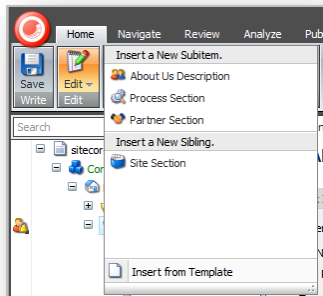 Home Navigate Review Analyze Pub
Save Edit
Write Edit
Insert a New Subitem.
About Us Description
Process Section
Partner Section
Insert a New Sibling.
Site Section
Insert from Template
Search
sitecor
Con